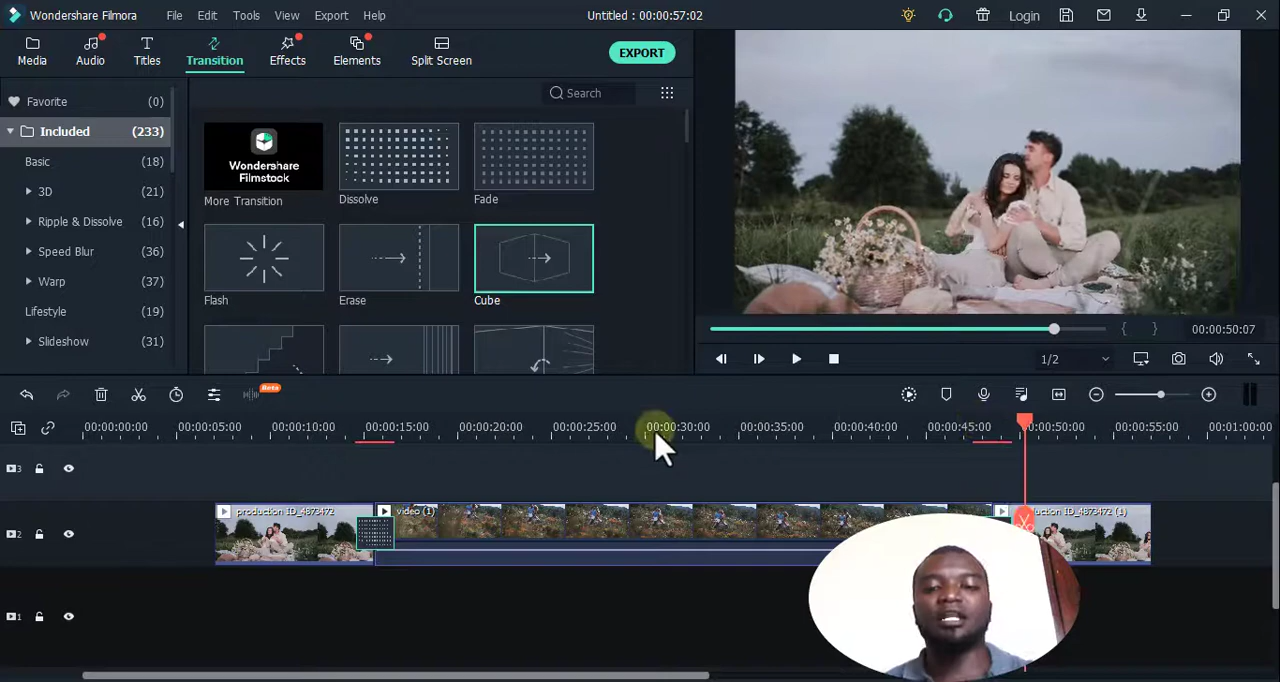 Wondershare Filmora File Edit Tools View Export Help Untitled : 00:00:57:02 Login
Media Audio Titles Transition Effects Elements Split Screen EXPORT
Favorite (0)
Included (233)
Basic (18)
3D (21)
Ripple & Dissolve (16)
Speed Blur (36)
Warp (37)
Lifestyle (19)
Slideshow (31)
Search
Wondershare
Filmstock
More Transition Dissolve Fade
Flash Erase Cube
00:00:50:07
1/2
Beta
00:00:00:00 00:00:05:00 00:00:10:00 00:00:15:00 00:00:20:00 00:00:25:00 00:00:30:00 00:00:35:00 00:00:40:00 00:00:45:00 00:00:50:00 00:00:55:00 00:01:00:00
3
production ID_4873472 video (1) ID_4873472 (1)
2
1